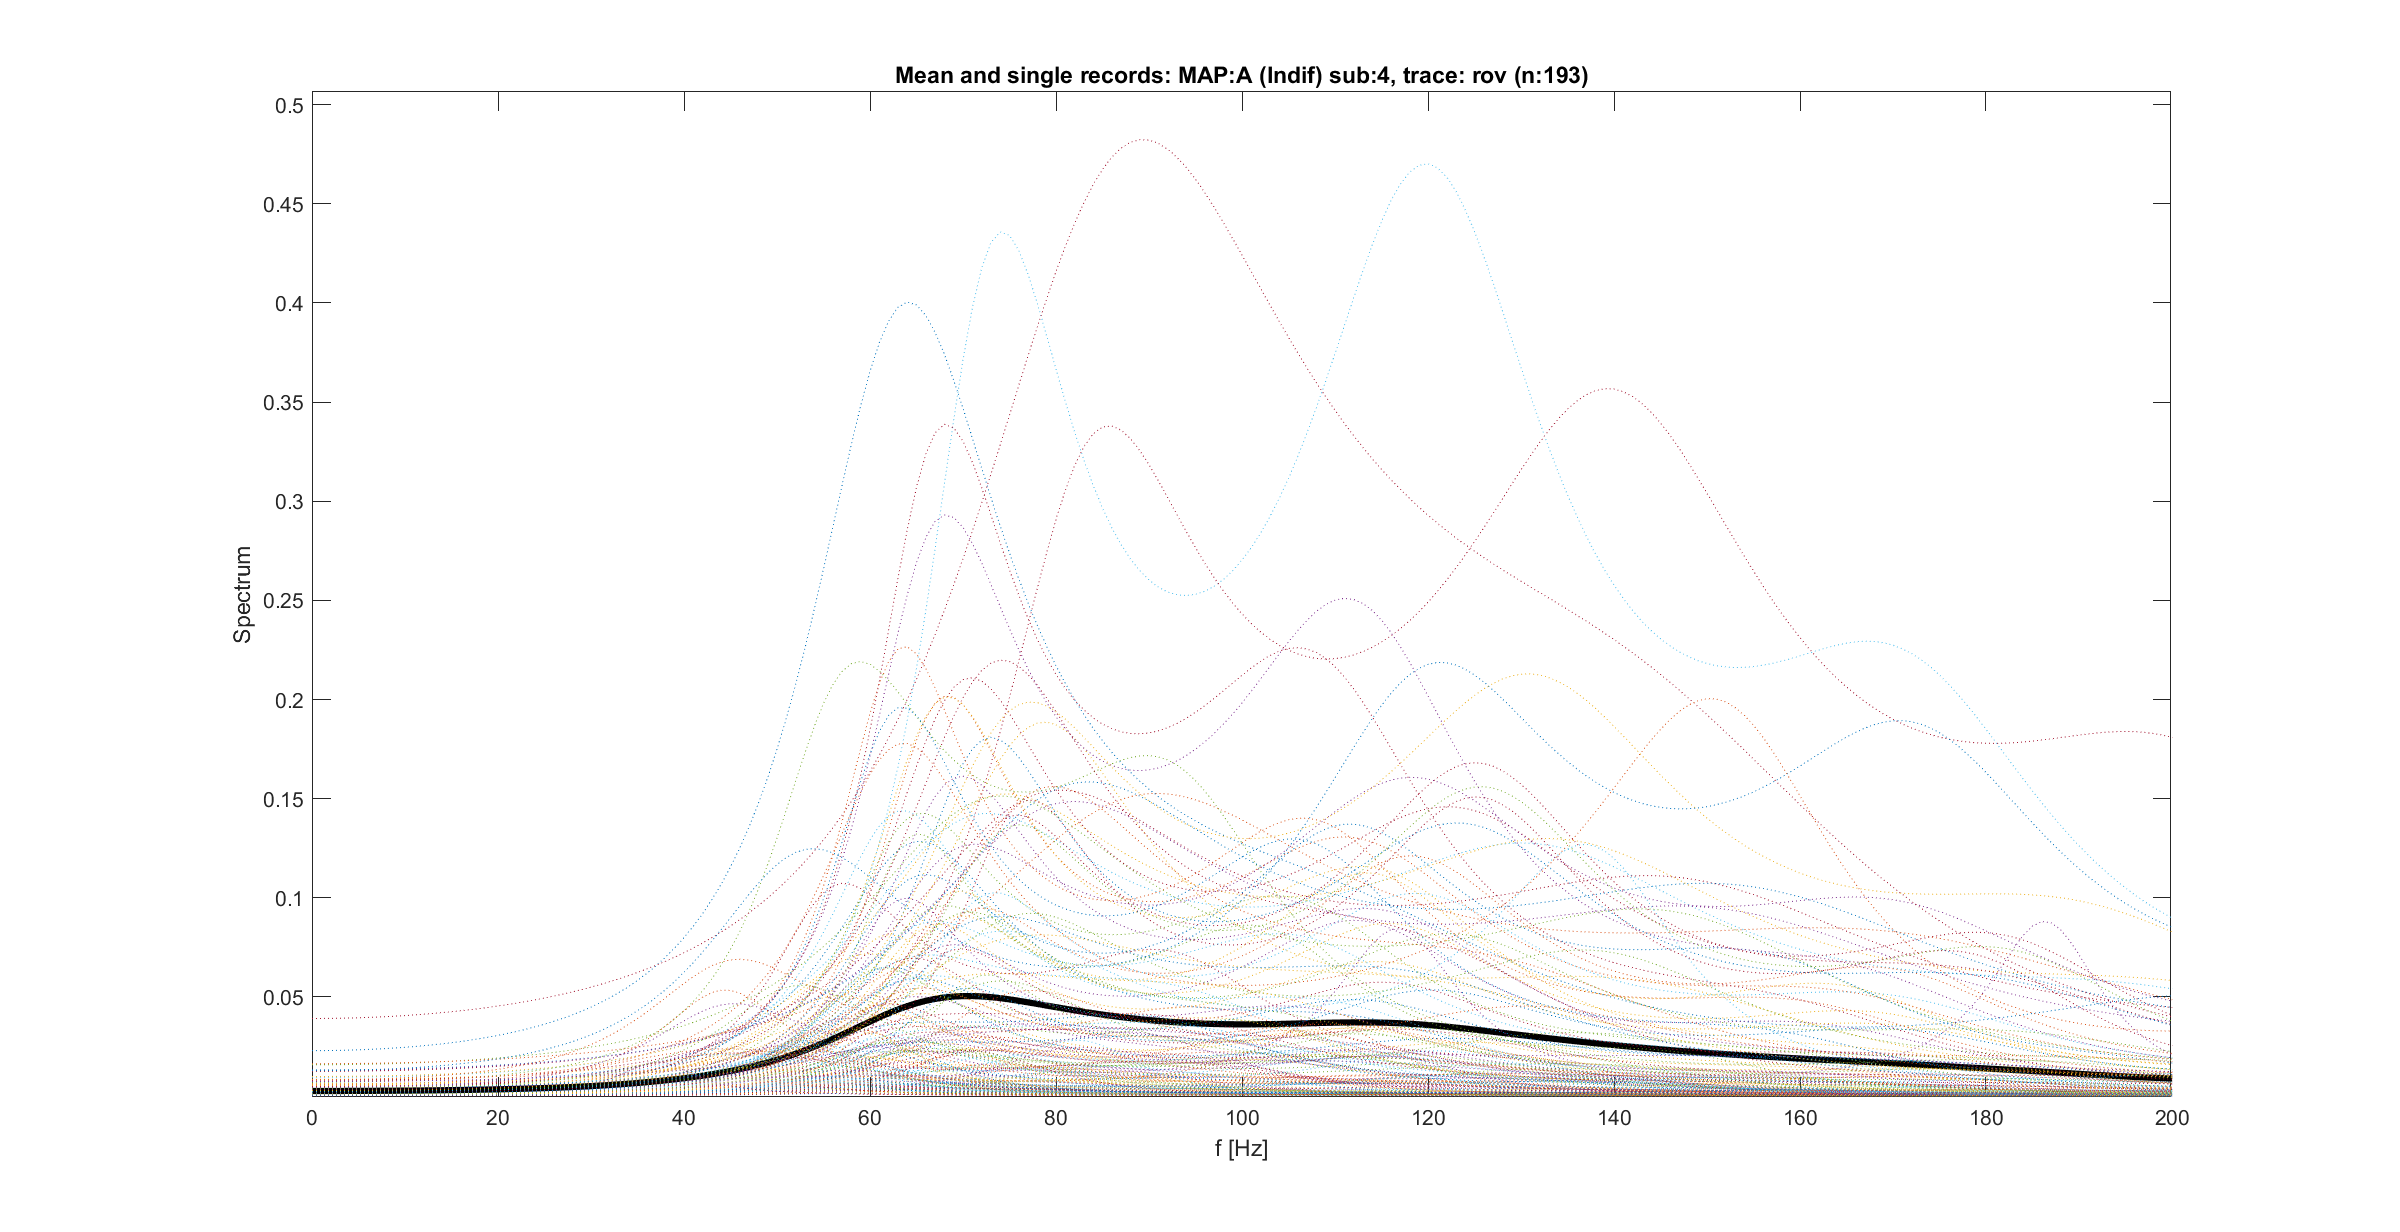 Mean and single records: MAP:A (Indif) sub:4, trace: rov (n:193)
0.5
0.45
0.4
0.35
0.3
0.25
0.2
0.15
0.1
0.05
Spectrum
0 20 40 60 80 100 120 140 160 180 200
f [Hz]